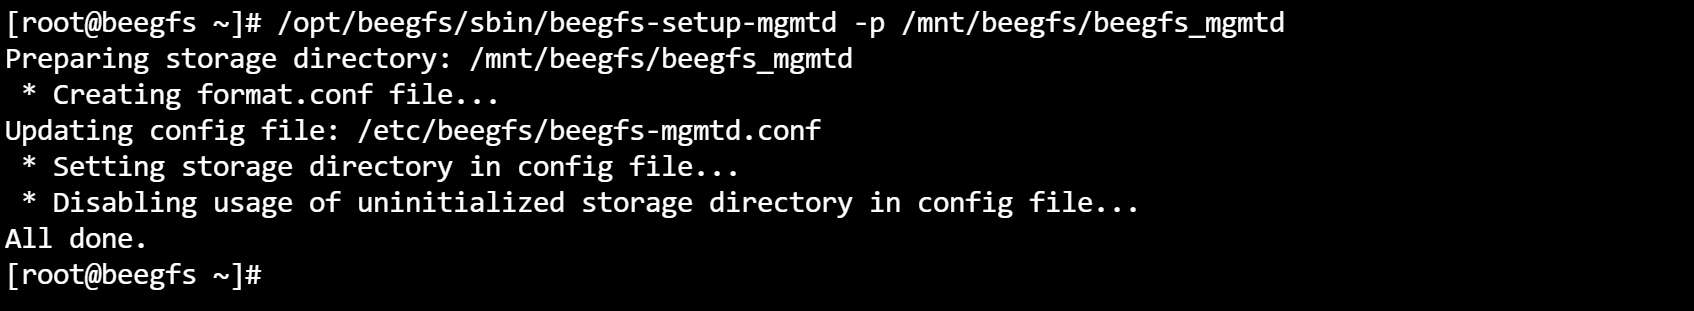 [root@beegfs ~]# /opt/beegfs/sbin/beegfs-setup-mgmtd -p /mnt/beegfs/beegfs_mgmtd
Preparing storage directory: /mnt/beegfs/beegfs_mgmtd
 * Creating format.conf file...
Updating config file: /etc/beegfs/beegfs-mgmtd.conf
 * Setting storage directory in config file...
 * Disabling usage of uninitialized storage directory in config file...
All done.
[root@beegfs ~]#